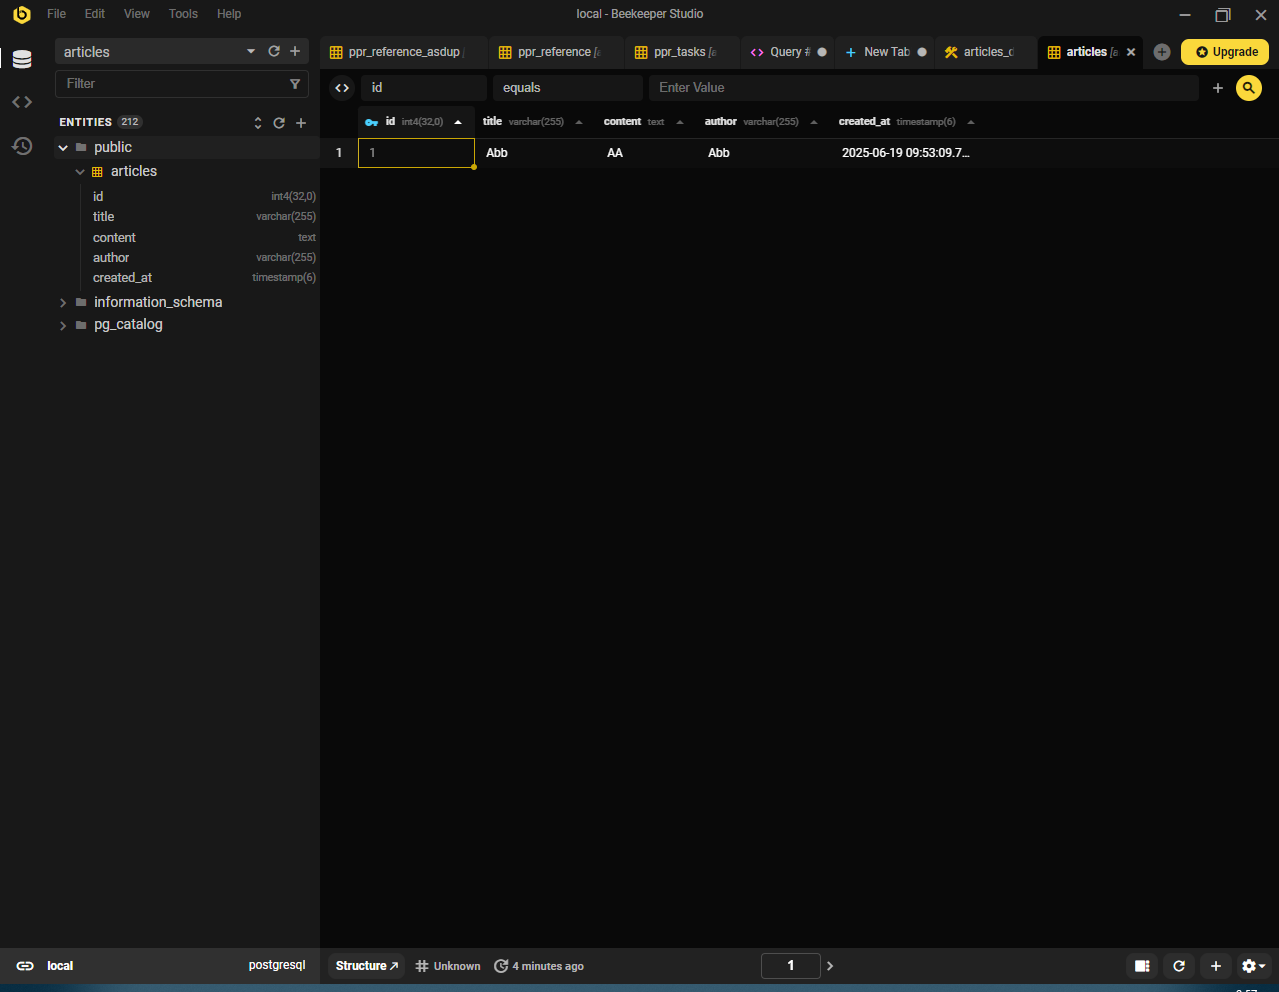 File Edit View Tools Help
local - Beekeeper Studio
articles
ppr_reference_asdup
ppr_reference
ppr_tasks
Query #
New Tab
articles_d
articles
Upgrade
Filter
id
equals
Enter Value
ENTITIES 212
id int4(32,0) title varchar(255) content text author varchar(255) created_at timestamp(6)
1 1 Abb AA Abb 2025-06-19 09:53:09.7...
public
articles
id int4(32,0)
title varchar(255)
content text
author varchar(255)
created_at timestamp(6)
information_schema
pg_catalog
local postgresql
Structure Unknown 4 minutes ago 1